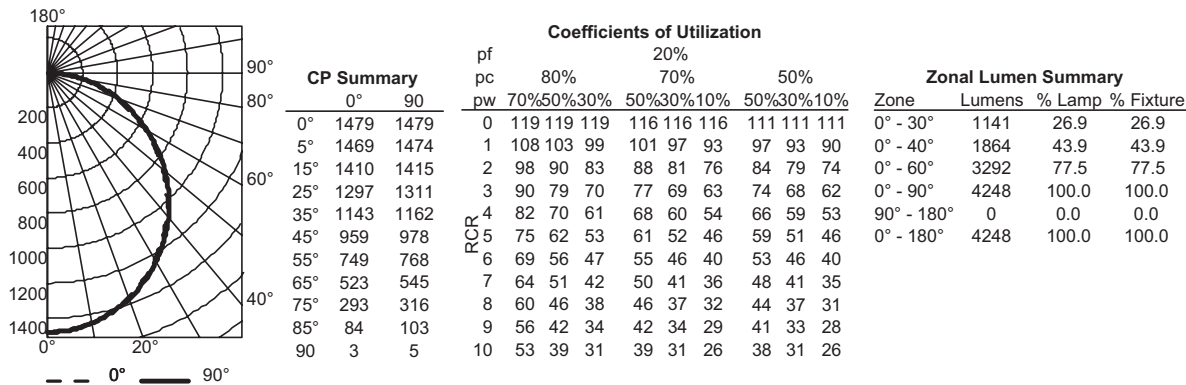 180°
90°
80°
60°
40°
200
400
600
800
1000
1200
1400
0° 20°
0° 90°
CP Summary
0° 90
0° 1479 1479
5° 1469 1474
15° 1410 1415
25° 1297 1311
35° 1143 1162
45° 959 978
55° 749 768
65° 523 545
75° 293 316
85° 84 103
90 3 5
Coefficients of Utilization
pf 20%
pc 80% 70% 50%
pw 70%50%30% 50%30%10% 50%30%10%
RCR
0 119 119 119 116 116 116 111 111 111
1 108 103 99 101 97 93 97 93 90
2 98 90 83 88 81 76 84 79 74
3 90 79 70 77 69 63 74 68 62
4 82 70 61 68 60 54 66 59 53
5 75 62 53 61 52 46 59 51 46
6 69 56 47 55 46 40 53 46 40
7 64 51 42 50 41 36 48 41 35
8 60 46 38 46 37 32 44 37 31
9 56 42 34 42 34 29 41 33 28
10 53 39 31 39 31 26 38 31 26
Zonal Lumen Summary
Zone Lumens % Lamp % Fixture
0° - 30° 1141 26.9 26.9
0° - 40° 1864 43.9 43.9
0° - 60° 3292 77.5 77.5
0° - 90° 4248 100.0 100.0
90° - 180° 0 0.0 0.0
0° - 180° 4248 100.0 100.0